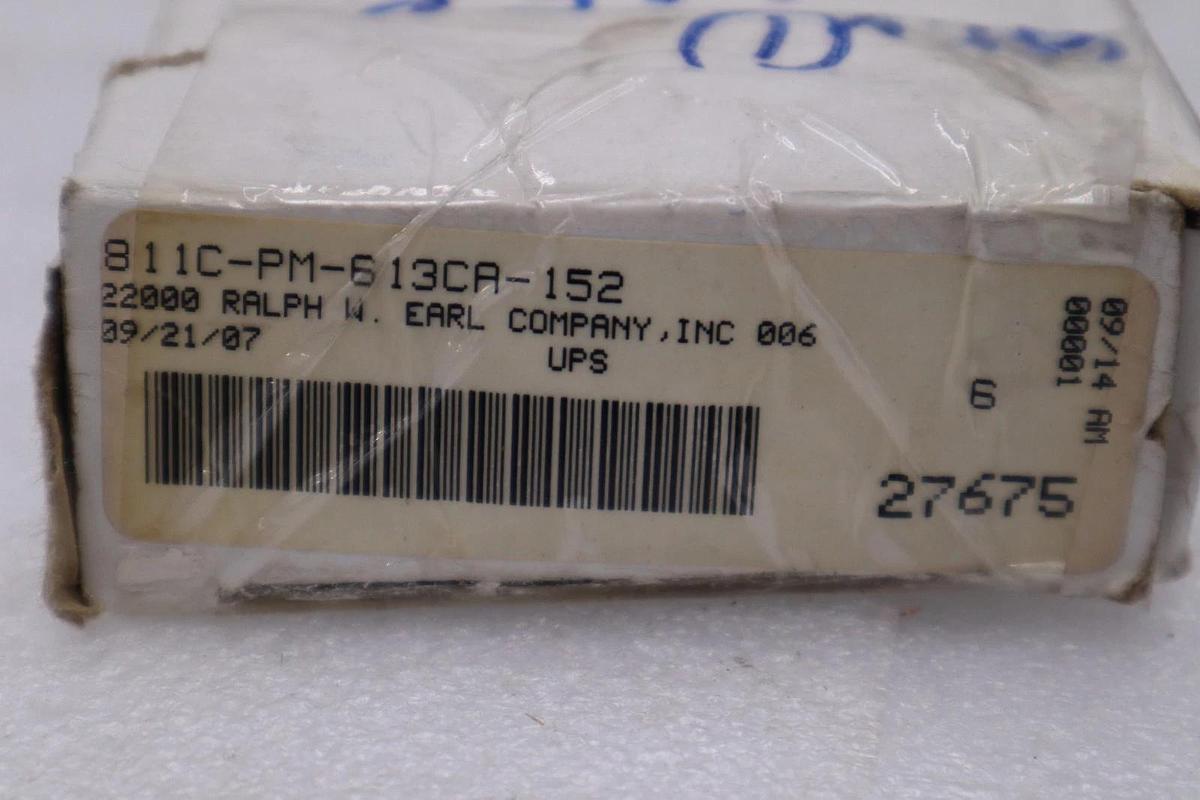 811C-PM-613CA-152
22000 RALPH W. EARL COMPANY,INC 006
09/21/07
UPS
6
27675
09/14 AM
00001